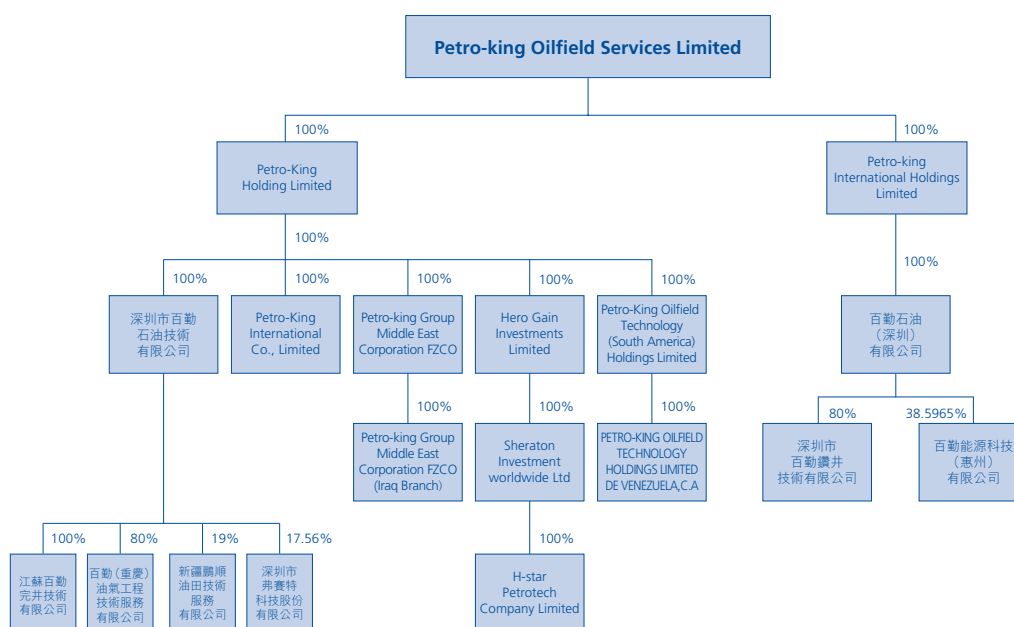 Petro-king Oilfield Services Limited
100%
100%
Petro-King
Holding Limited
Petro-king
International Holdings
Limited
100%
100%
100%
100%
100%
100%
100%
深圳市百勤
石油技術
有限公司
Petro-King
International
Co., Limited
Petro-king Group
Middle East
Corporation FZCO
Hero Gain
Investments
Limited
Petro-King Oilfield
Technology
(South America)
Holdings Limited
百勤石油
（深圳）
有限公司
100%
100%
100%
80%
38.5965%
Petro-king Group
Middle East
Corporation FZCO
(Iraq Branch)
Sheraton
Investment
worldwide Ltd
PETRO-KING OILFIELD
TECHNOLOGY
HOLDINGS LIMITED
DE VENEZUELA,C.A
深圳市
百勤鑽井
技術有限公司
百勤能源科技
（惠州）
有限公司
100%
80%
19%
17.56%
100%
江蘇百勤
完井技術
有限公司
百勤（重慶）
油氣工程
技術服務
有限公司
新疆鵬順
油田技術
服務
有限公司
深圳市
弗賽特
科技股份
有限公司
H-star
Petrotech
Company Limited